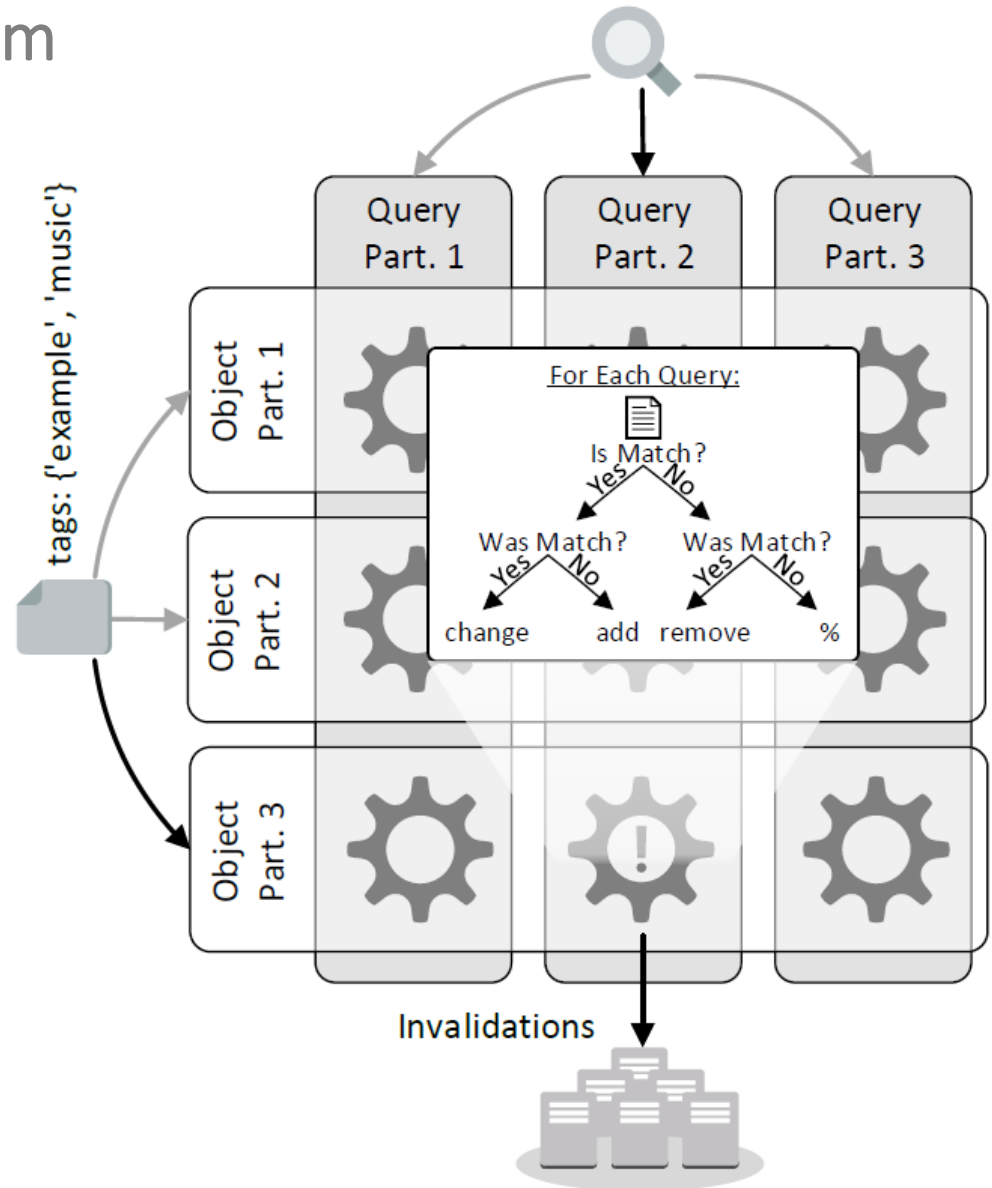 m
Query
Part. 1
Query
Part. 2
Query
Part. 3
tags: {'example', 'music'}
Object
Part. 1
For Each Query:
Is Match?
Yes
No
Was Match?
Was Match?
Yes
No
Yes
No
change
add
remove
%
Object
Part. 2
Object
Part. 3
!
Invalidations